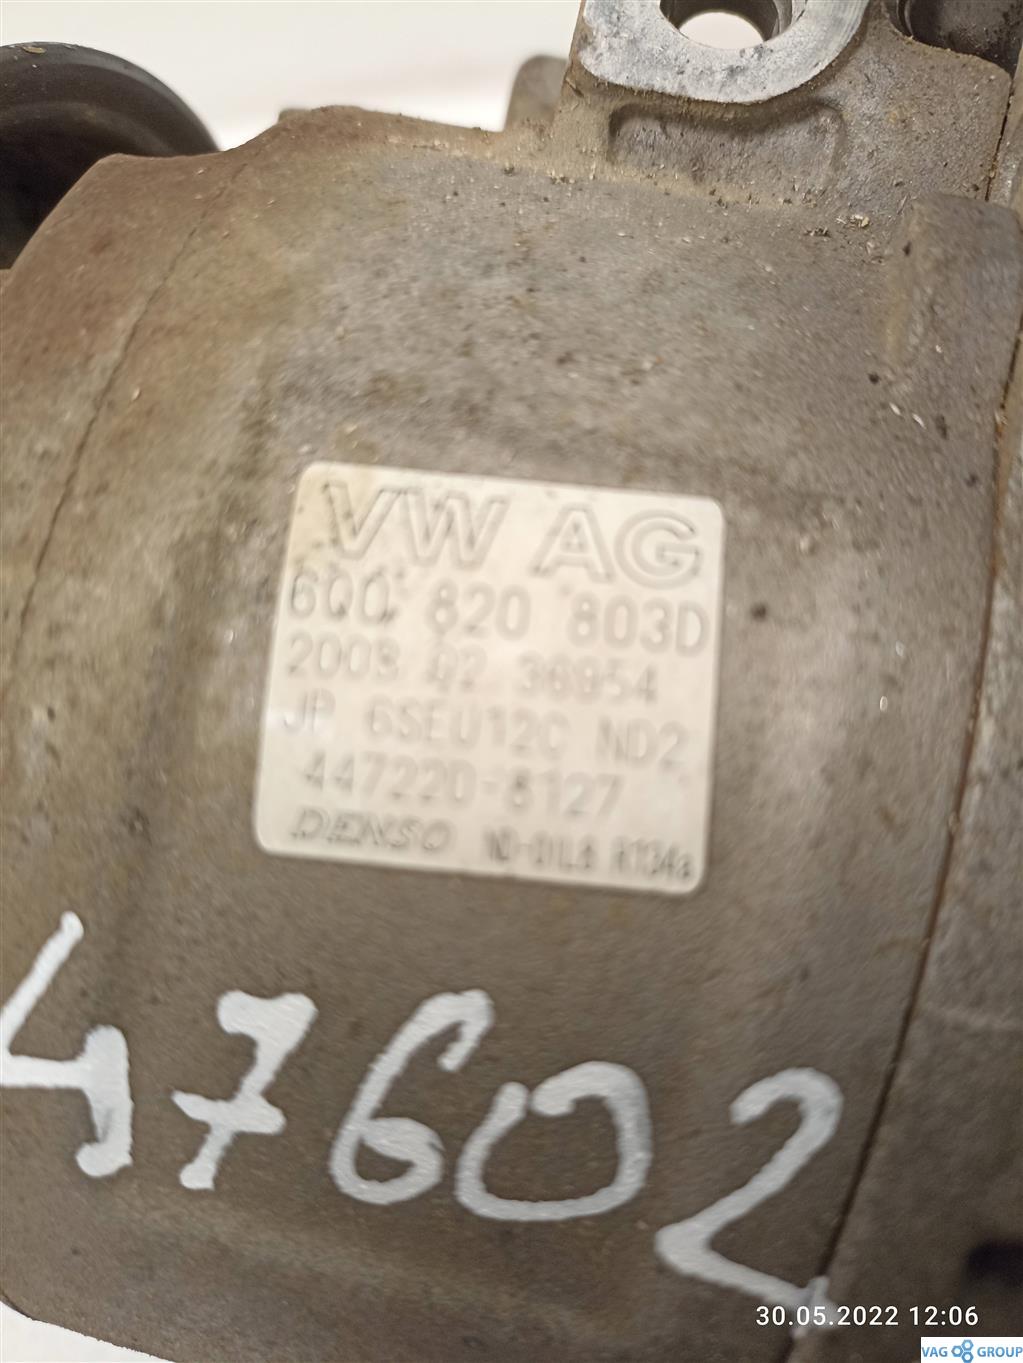 VW AG
6Q0 820 803D
2003 02 36954
JP 6SEU12C ND2
447220-8127
DENSO ND-OIL8 R134a
47602
30.05.2022 12:06
VAG GROUP